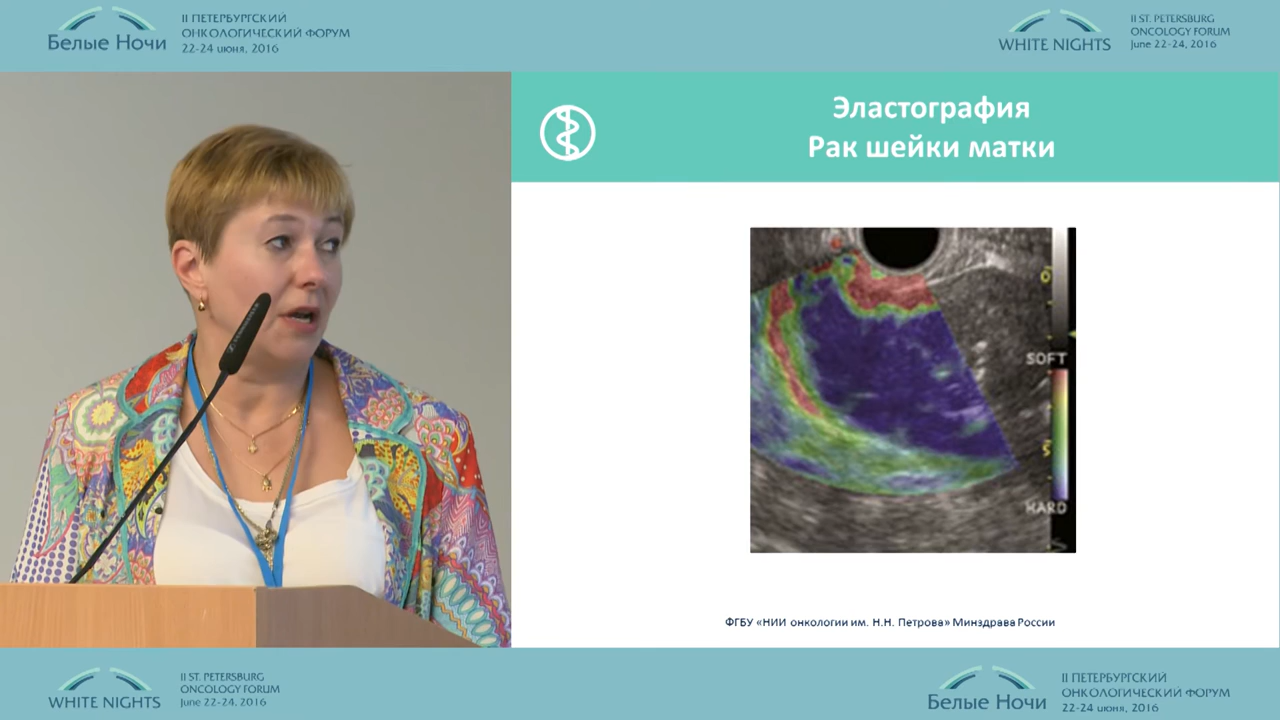 Белые Ночи
II ПЕТЕРБУРГСКИЙ
ОНКОЛОГИЧЕСКИЙ ФОРУМ
22-24 июня, 2016
WHITE NIGHTS
II ST. PETERSBURG
ONCOLOGY FORUM
June 22-24, 2016
Эластография
Рак шейки матки
SOFT
HARD
ФГБУ «НИИ онкологии им. Н.Н. Петрова» Минздрава России
WHITE NIGHTS
II ST. PETERSBURG
ONCOLOGY FORUM
June 22-24, 2016
Белые Ночи
II ПЕТЕРБУРГСКИЙ
ОНКОЛОГИЧЕСКИЙ ФОРУМ
22-24 июня, 2016